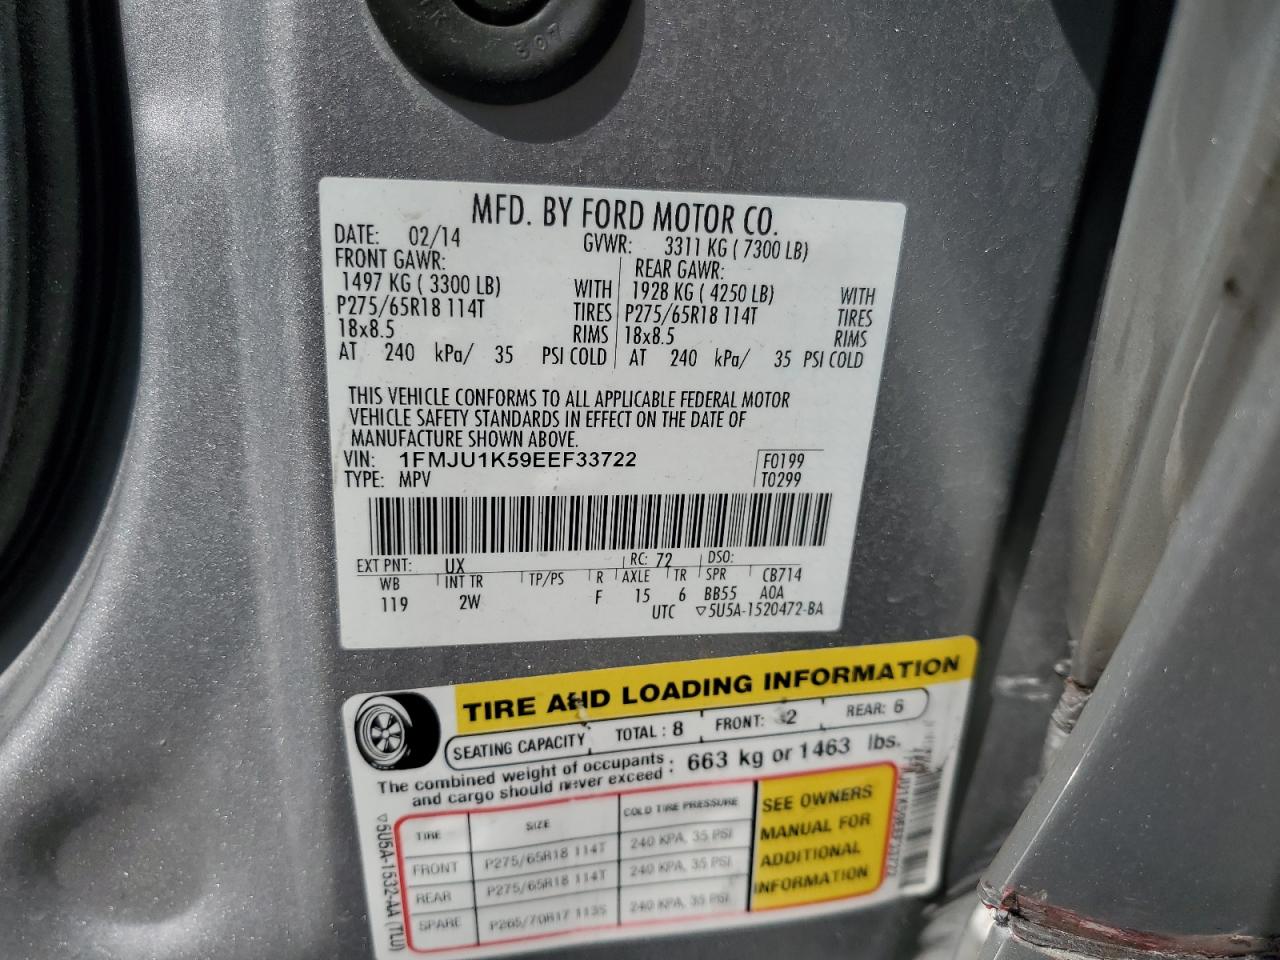 507
MFD. BY FORD MOTOR CO.
DATE: 02/14 GVWR: 3311 KG ( 7300 LB)
FRONT GAWR: REAR GAWR:
1497 KG ( 3300 LB) WITH 1928 KG ( 4250 LB) WITH
P275/65R18 114T TIRES P275/65R18 114T TIRES
18x8.5 RIMS 18x8.5 RIMS
AT 240 kPa/ 35 PSI COLD AT 240 kPa/ 35 PSI COLD
THIS VEHICLE CONFORMS TO ALL APPLICABLE FEDERAL MOTOR
VEHICLE SAFETY STANDARDS IN EFFECT ON THE DATE OF
MANUFACTURE SHOWN ABOVE.
VIN: 1FMJU1K59EEF33722 F0199
TYPE: MPV T0299
EXT PNT: UX RC: 72 DSO:
WB INT TR TP/PS R AXLE TR SPR CB714
119 2W F 15 6 BB55 A0A
UTC ▽5U5A-1520472-BA
TIRE AND LOADING INFORMATION
SEATING CAPACITY TOTAL : 8 FRONT: 2 REAR: 6
The combined weight of occupants and cargo should never exceed : 663 kg or 1463 lbs.
TIRE SIZE COLD TIRE PRESSURE
FRONT P275/65R18 114T 240 KPA, 35 PSI
REAR P275/65R18 114T 240 KPA, 35 PSI
SPARE P265/70R17 113S 240 KPA, 35 PSI
SEE OWNERS
MANUAL FOR
ADDITIONAL
INFORMATION
▽5U5A-1532-AA (TLU)